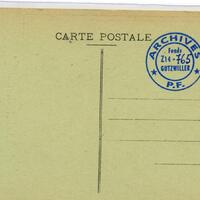 CARTE POSTALE
ARCHIVES
Fonds
Z14-765
GUTZWILLER
P.F.